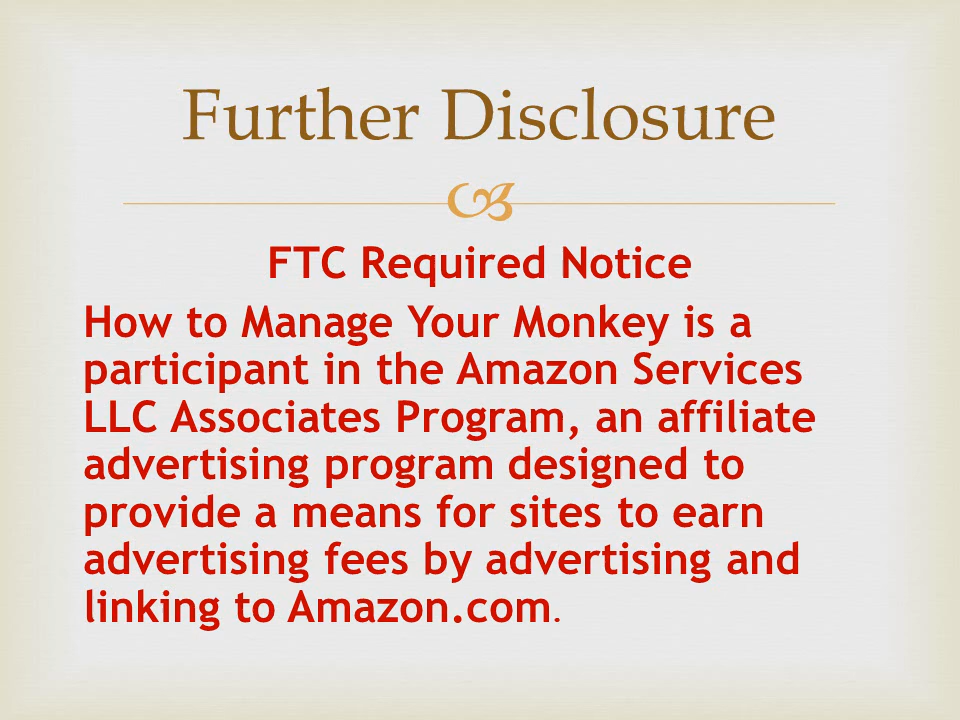 Further Disclosure
FTC Required Notice
How to Manage Your Monkey is a
participant in the Amazon Services
LLC Associates Program, an affiliate
advertising program designed to
provide a means for sites to earn
advertising fees by advertising and
linking to Amazon.com.